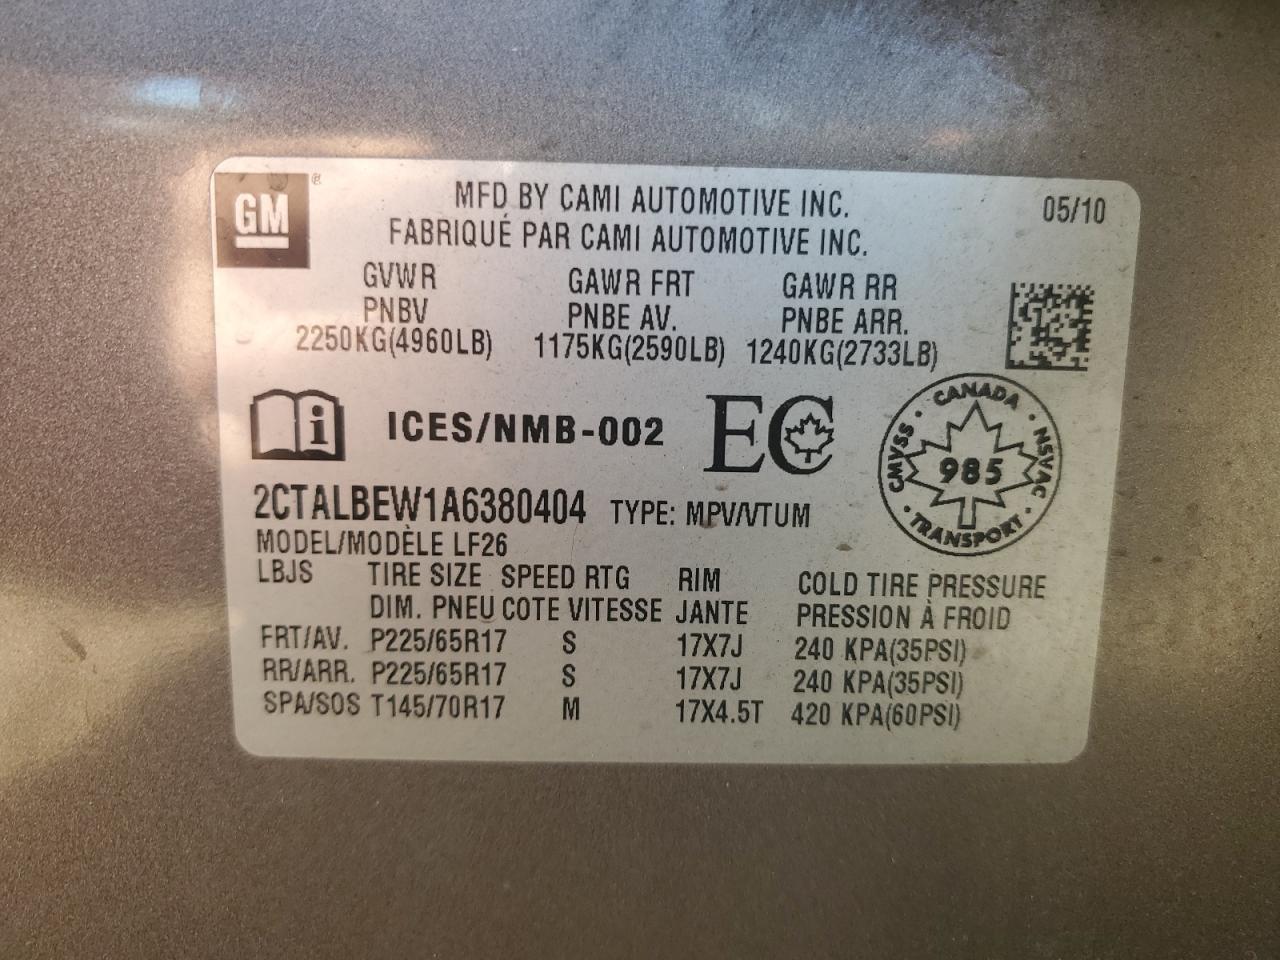 GM ®
MFD BY CAMI AUTOMOTIVE INC. 05/10
FABRIQUÉ PAR CAMI AUTOMOTIVE INC.
GVWR GAWR FRT GAWR RR
PNBV PNBE AV. PNBE ARR.
2250KG(4960LB) 1175KG(2590LB) 1240KG(2733LB)
i ICES/NMB-002 EC
CANADA
CMVSS 985 NSVAC
TRANSPORT
2CTALBEW1A6380404 TYPE: MPV/VTUM
MODEL/MODÈLE LF26
LBJS TIRE SIZE SPEED RTG RIM COLD TIRE PRESSURE
DIM. PNEU COTE VITESSE JANTE PRESSION À FROID
FRT/AV. P225/65R17 S 17X7J 240 KPA(35PSI)
RR/ARR. P225/65R17 S 17X7J 240 KPA(35PSI)
SPA/SOS T145/70R17 M 17X4.5T 420 KPA(60PSI)